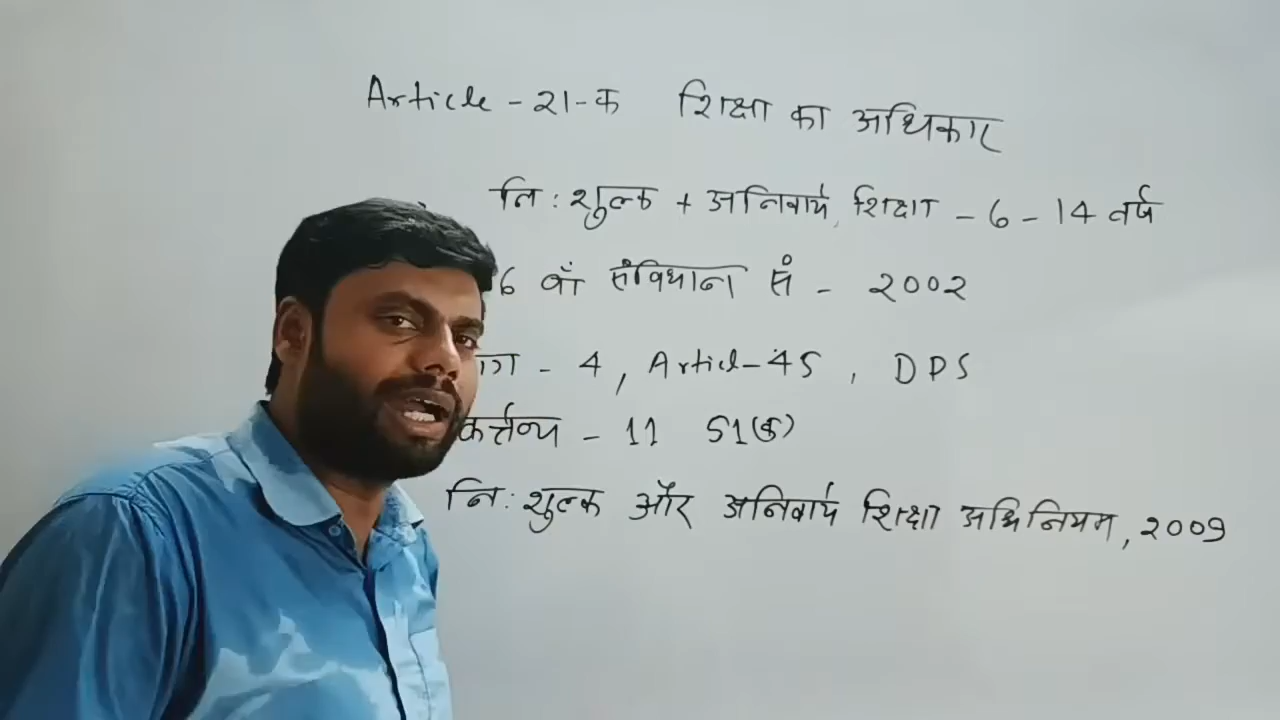 Article - 21-क शिक्षा का अधिकार
नि:शुल्क + अनिवार्य शिक्षा - 6 - 14 वर्ष
6 वाँ संविधान सं - 2002
ाग - 4, Articl-45, DPS
कर्त्तव्य - 11 51(क)
नि:शुल्क और अनिवार्य शिक्षा अधिनियम, 2009